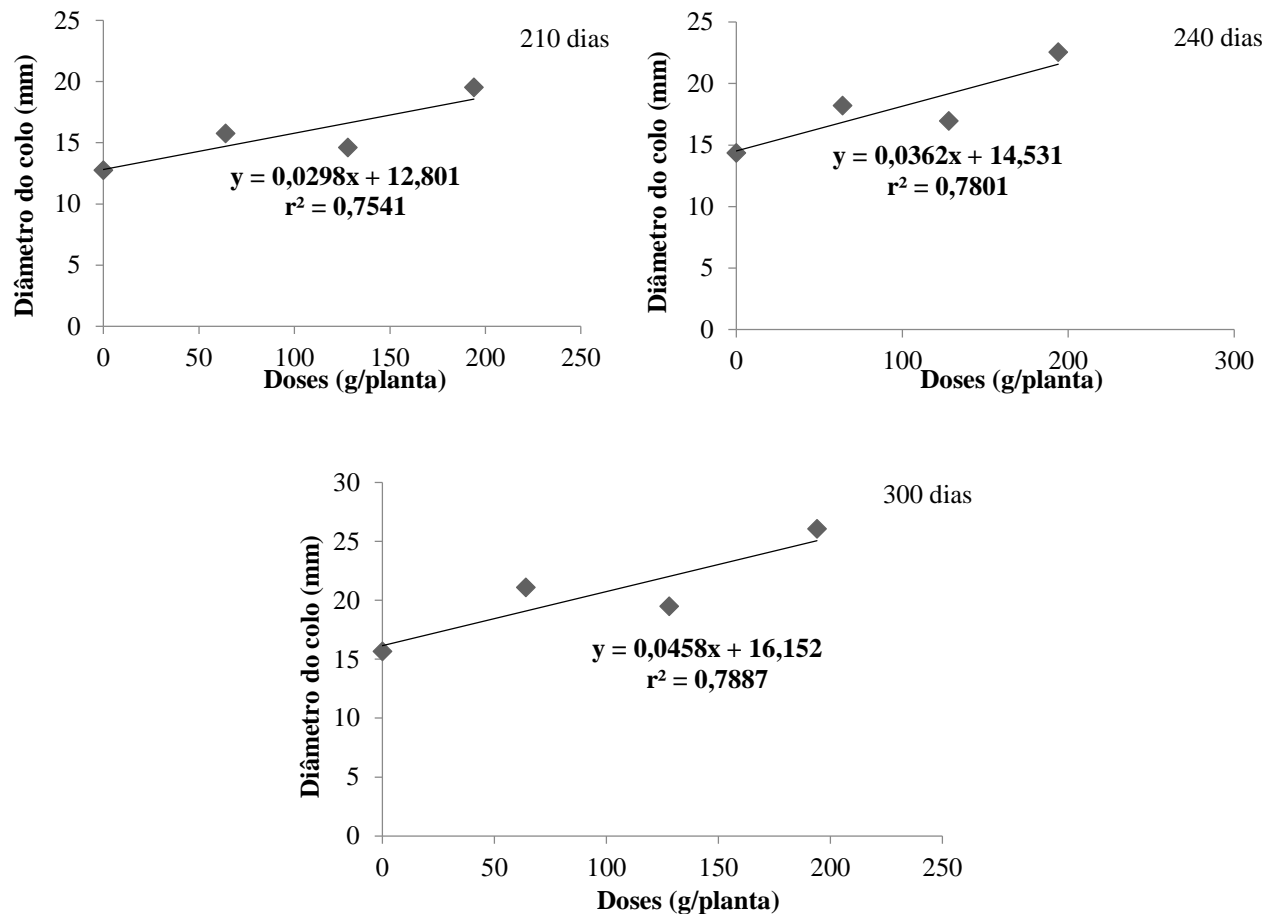 210 dias
Diâmetro do colo (mm)
25
20
15
10
5
0
y = 0,0298x + 12,801
r² = 0,7541
0 50 100 150 200 250
Doses (g/planta)
240 dias
Diâmetro do colo (mm)
25
20
15
10
5
0
y = 0,0362x + 14,531
r² = 0,7801
0 100 200 300
Doses (g/planta)
300 dias
Diâmetro do colo (mm)
30
25
20
15
10
5
0
y = 0,0458x + 16,152
r² = 0,7887
0 50 100 150 200 250
Doses (g/planta)